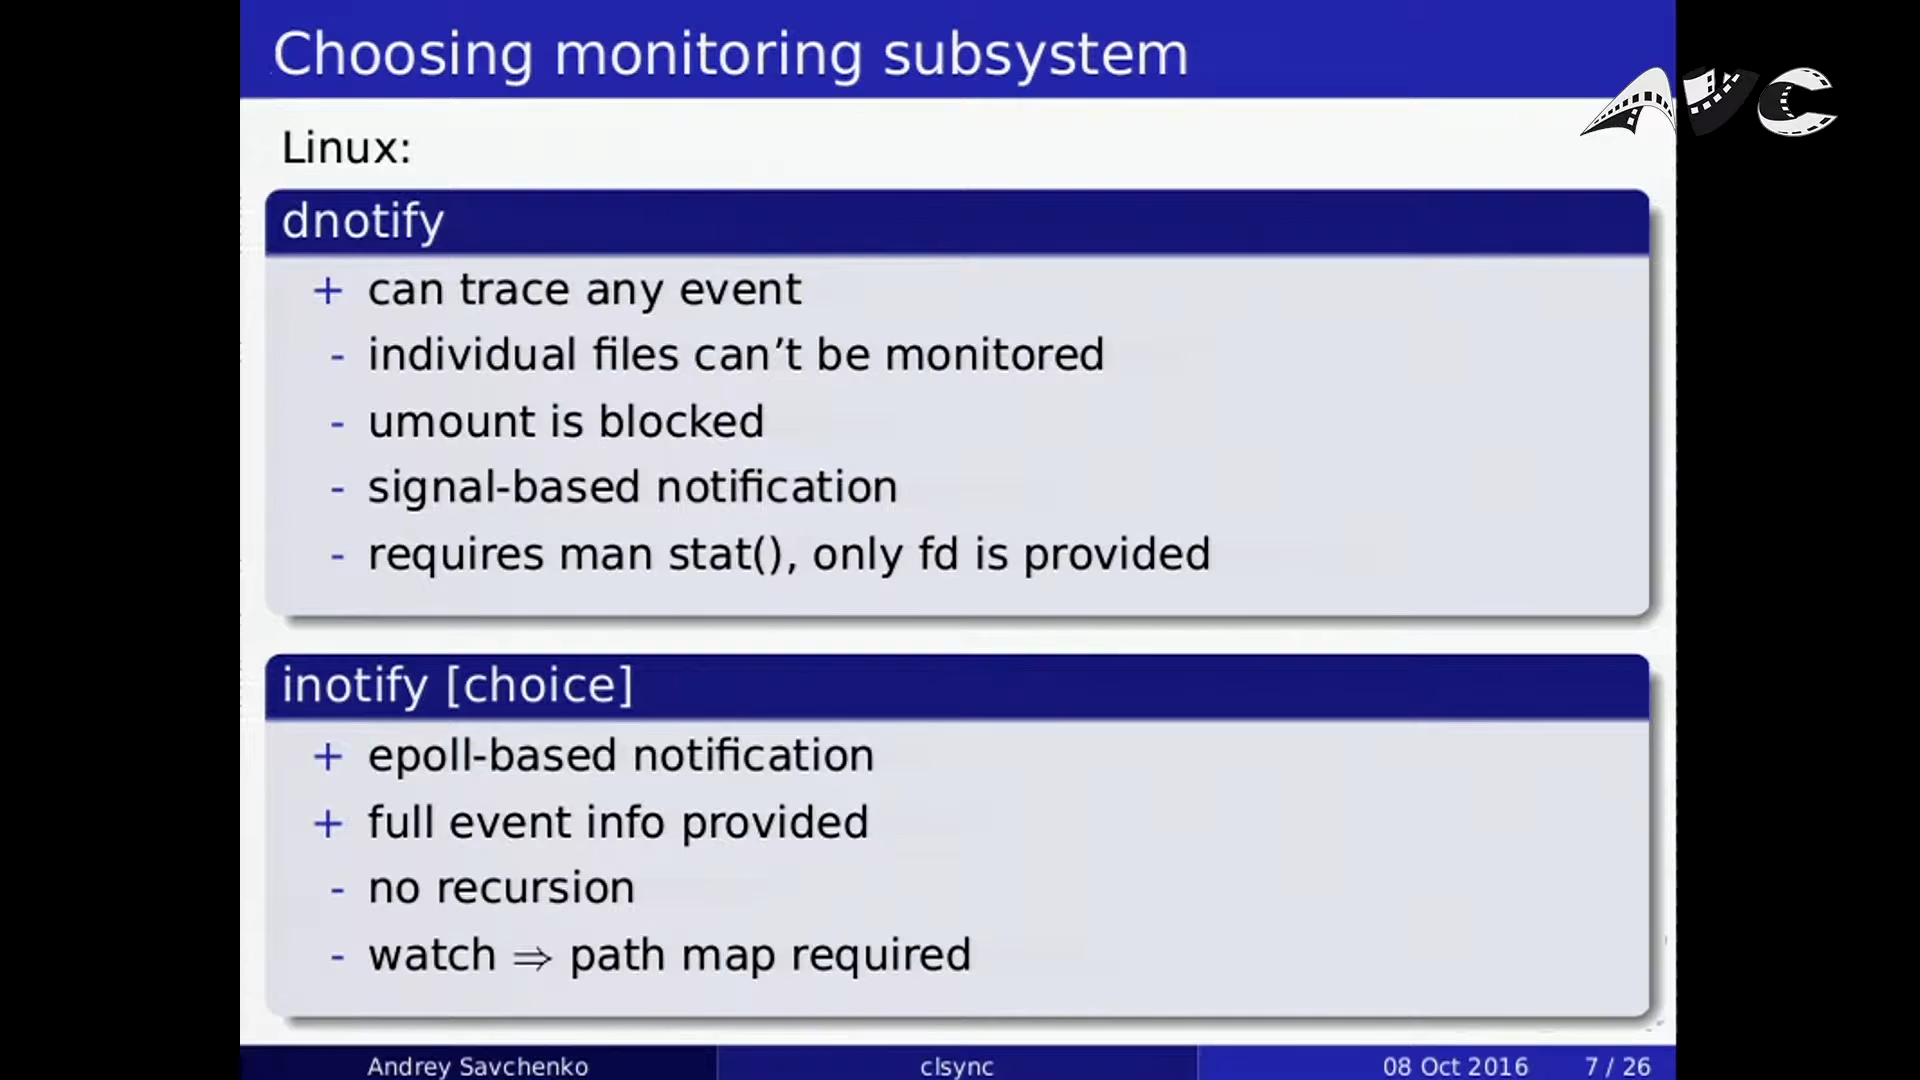 Choosing monitoring subsystem
AVC
Linux:
dnotify
+ can trace any event
- individual files can’t be monitored
- umount is blocked
- signal-based notification
- requires man stat(), only fd is provided
inotify [choice]
+ epoll-based notification
+ full event info provided
- no recursion
- watch ⇒ path map required
Andrey Savchenko clsync 08 Oct 2016 7 / 26